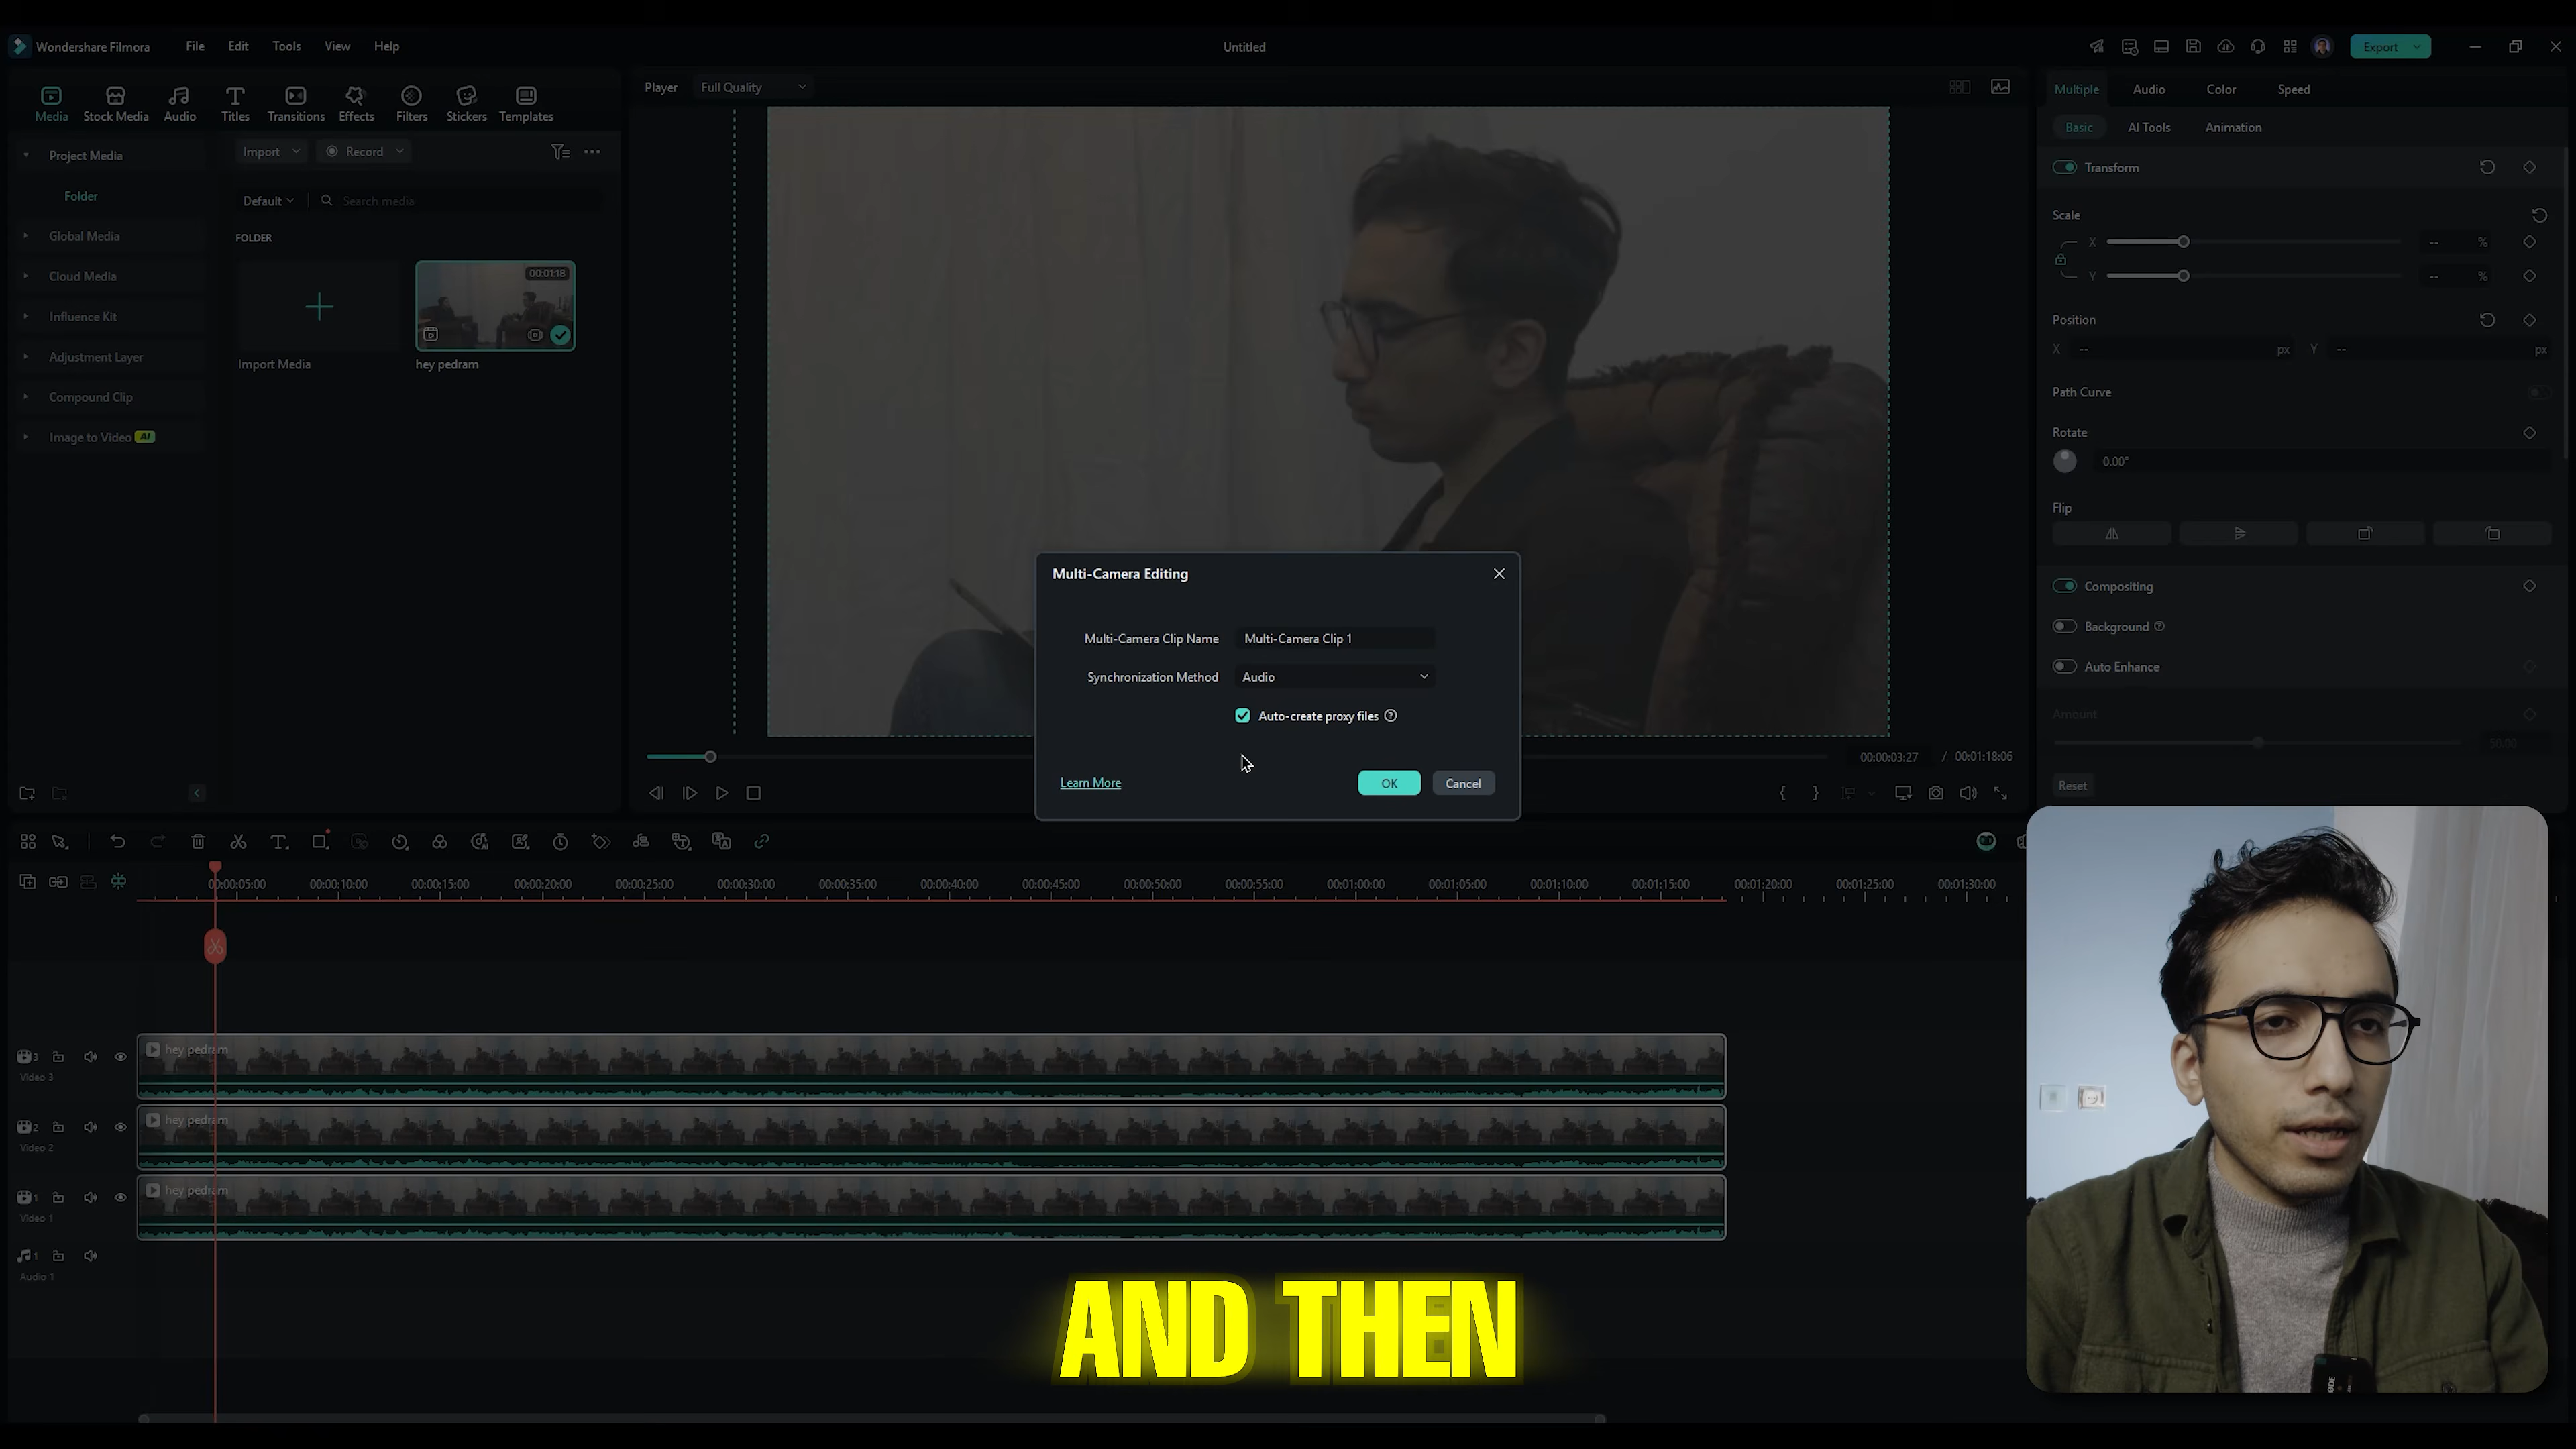 Wondershare Filmora
File
Edit
Tools
View
Help
Untitled
Export
Media
Stock Media
Audio
Titles
Transitions
Effects
Filters
Stickers
Templates
Player
Full Quality
Multiple
Audio
Color
Speed
Basic
AI Tools
Animation
Project Media
Folder
Global Media
Cloud Media
Influence Kit
Adjustment Layer
Compound Clip
Image to Video AI
Import
Record
Default
Search media
FOLDER
00:01:18
Import Media
hey pedram
Transform
Scale
X -- %
Y -- %
Position
X -- px Y -- px
Path Curve
Rotate
0.00°
Flip
Compositing
Background
Auto Enhance
Amount
50.00
Reset
Multi-Camera Editing
Multi-Camera Clip Name Multi-Camera Clip 1
Synchronization Method Audio
Auto-create proxy files
Learn More
OK
Cancel
00:00:03:27 / 00:01:18:06
00:00:05:00 00:00:10:00 00:00:15:00 00:00:20:00 00:00:25:00 00:00:30:00 00:00:35:00 00:00:40:00 00:00:45:00 00:00:50:00 00:00:55:00 00:01:00:00 00:01:05:00 00:01:10:00 00:01:15:00 00:01:20:00 00:01:25:00 00:01:30:00
3
Video 3
hey pedram
2
Video 2
hey pedram
1
Video 1
hey pedram
1
Audio 1
AND THEN